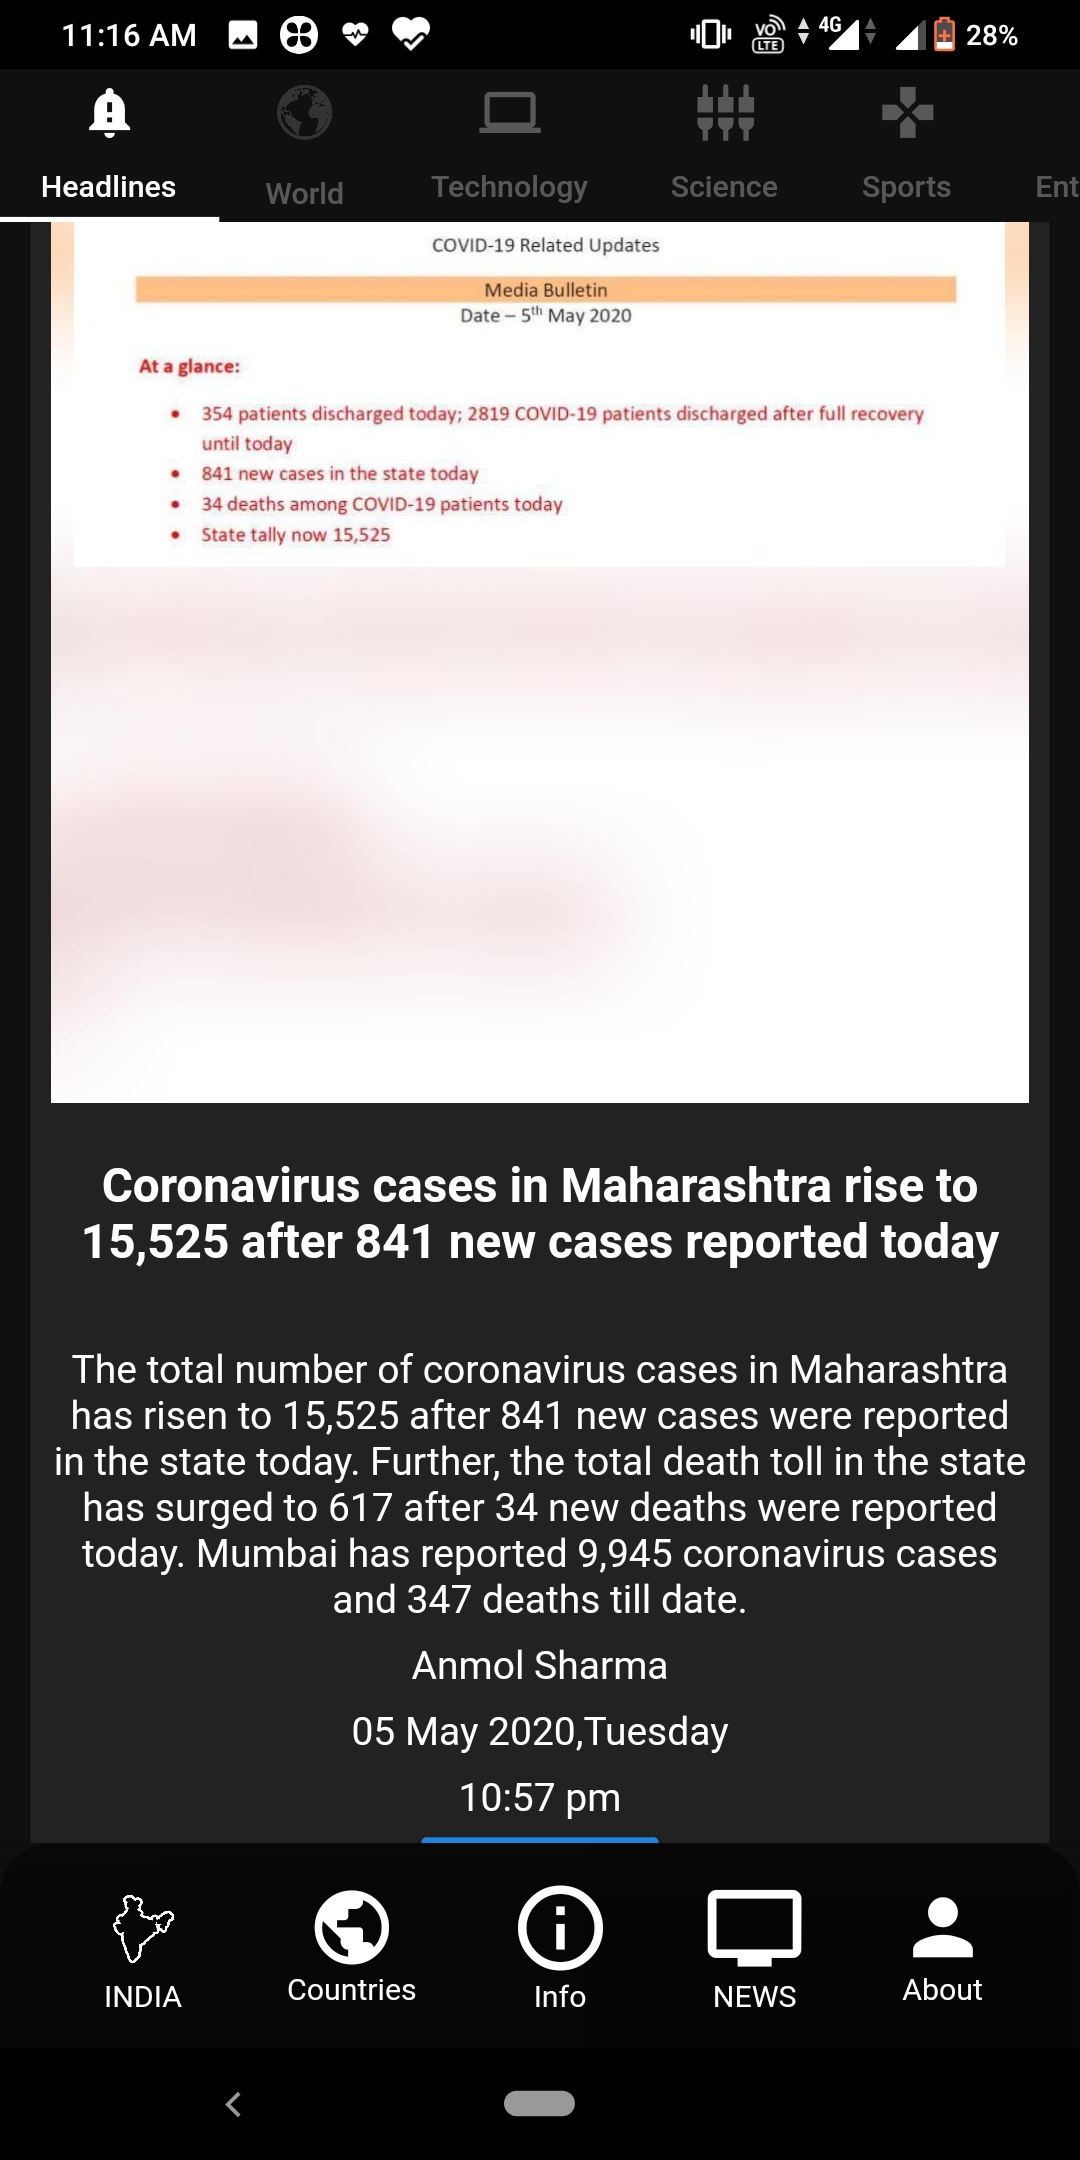 11:16 AM
VO LTE
4G
28%
Headlines
World
Technology
Science
Sports
Ent
COVID-19 Related Updates
Media Bulletin
Date – 5th May 2020
At a glance:
• 354 patients discharged today; 2819 COVID-19 patients discharged after full recovery
until today
• 841 new cases in the state today
• 34 deaths among COVID-19 patients today
• State tally now 15,525
Coronavirus cases in Maharashtra rise to
15,525 after 841 new cases reported today
The total number of coronavirus cases in Maharashtra
has risen to 15,525 after 841 new cases were reported
in the state today. Further, the total death toll in the state
has surged to 617 after 34 new deaths were reported
today. Mumbai has reported 9,945 coronavirus cases
and 347 deaths till date.
Anmol Sharma
05 May 2020,Tuesday
10:57 pm
INDIA
Countries
Info
NEWS
About